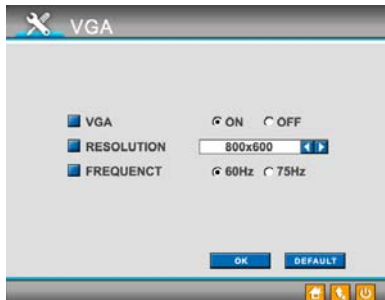 VGA
VGA ON OFF
RESOLUTION 800x600
FREQUENCT 60Hz 75Hz
OK DEFAULT